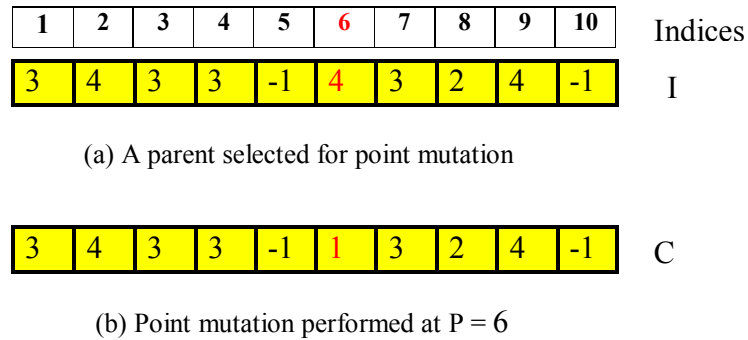 1 2 3 4 5 6 7 8 9 10 Indices
3 4 3 3 -1 4 3 2 4 -1 I
(a) A parent selected for point mutation
3 4 3 3 -1 1 3 2 4 -1 C
(b) Point mutation performed at P = 6